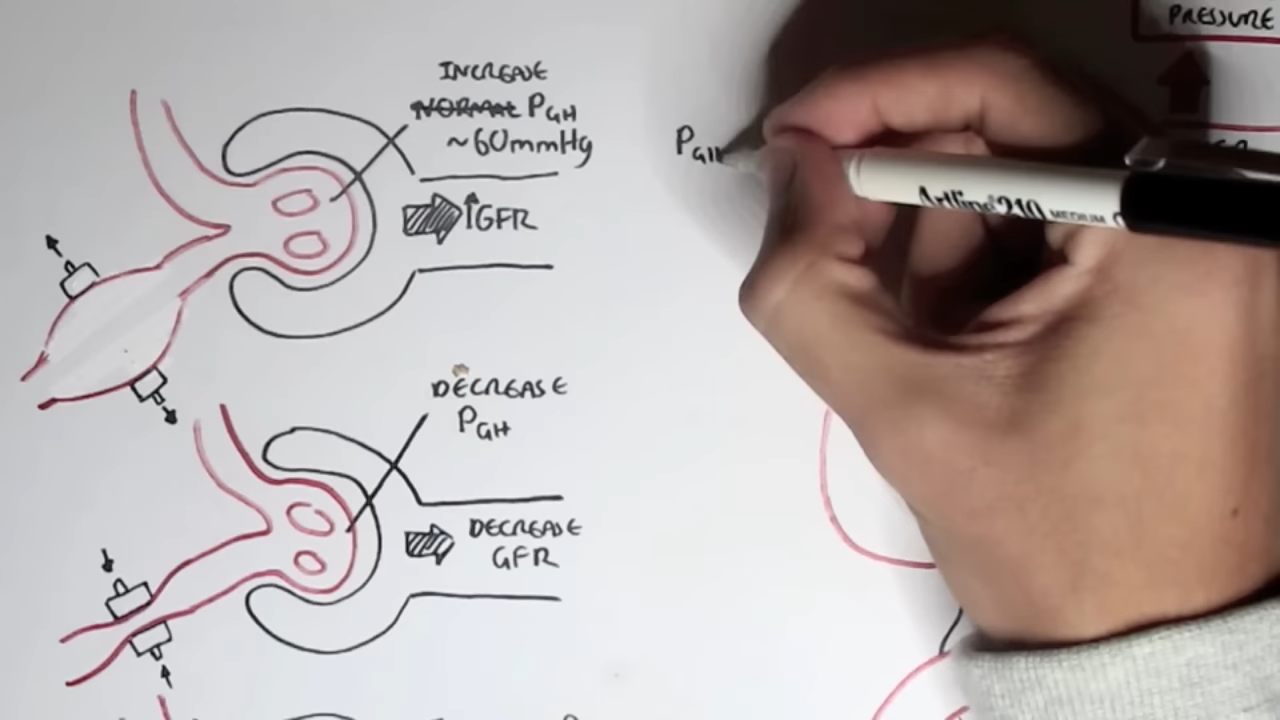 INCREASE
NORMAL PGH
~60mmHg
↑GFR
DECREASE
PGH
DECREASE
GFR
PGH
Artline 210 MEDIUM
PRESSURE